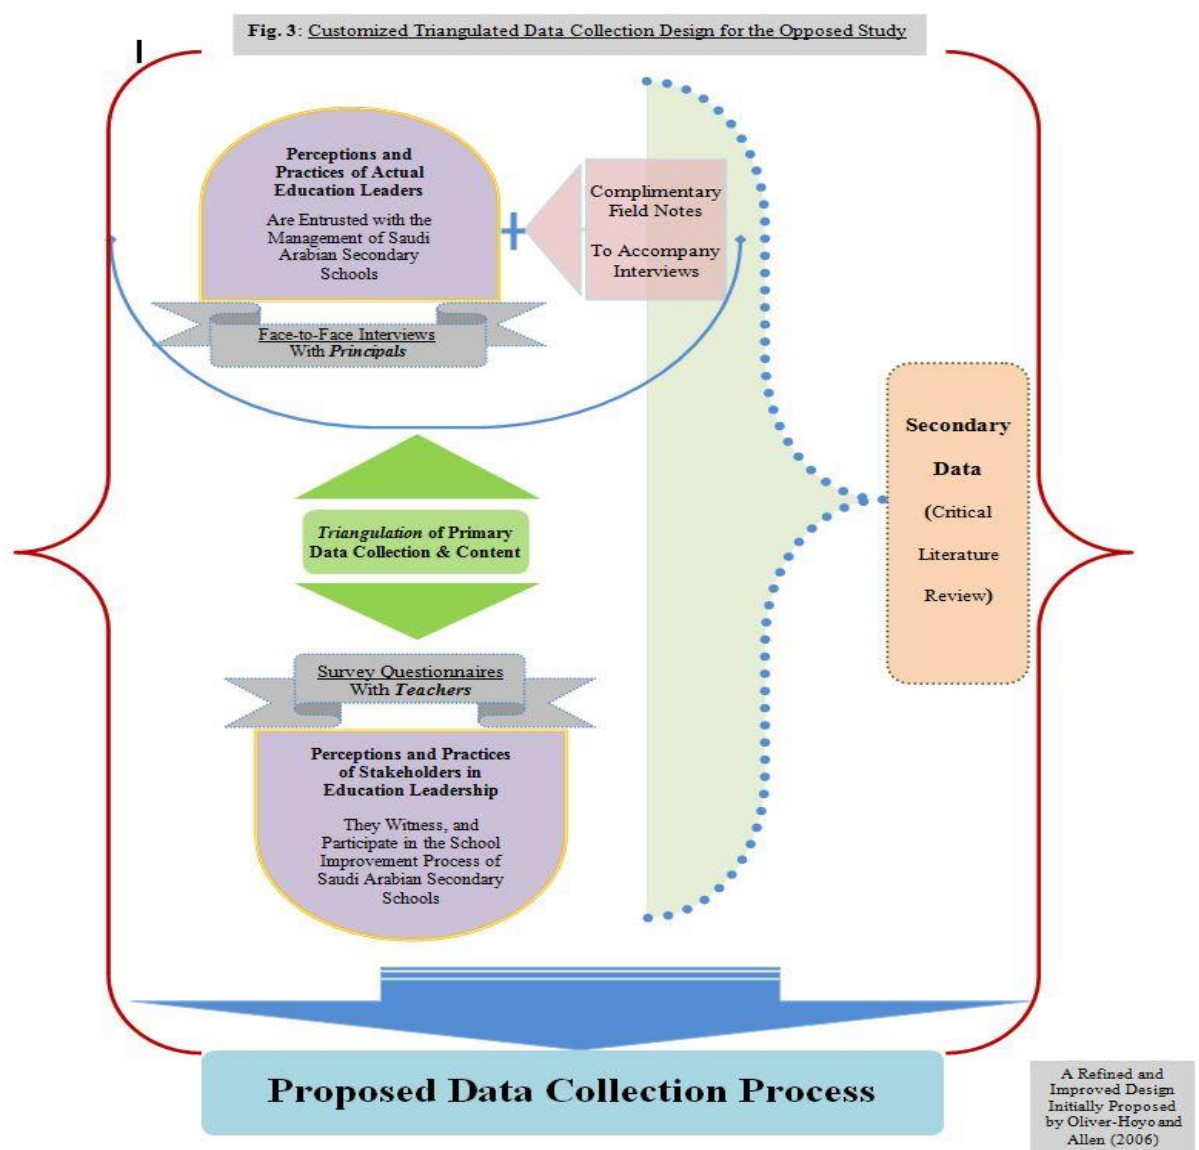 Fig. 3: Customized Triangulated Data Collection Design for the Opposed Study
Perceptions and
Practices of Actual
Education Leaders
Are Entrusted with the
Management of Saudi
Arabian Secondary
Schools
Complimentary
Field Notes
To Accompany
Interviews
Face-to-Face Interviews
With Principals
Triangulation of Primary
Data Collection & Content
Survey Questionnaires
With Teachers
Perceptions and Practices
of Stakeholders in
Education Leadership
They Witness, and
Participate in the School
Improvement Process of
Saudi Arabian Secondary
Schools
Secondary
Data
(Critical
Literature
Review)
Proposed Data Collection Process
A Refined and
Improved Design
Initially Proposed
by Oliver-Hoyo and
Allen (2006)